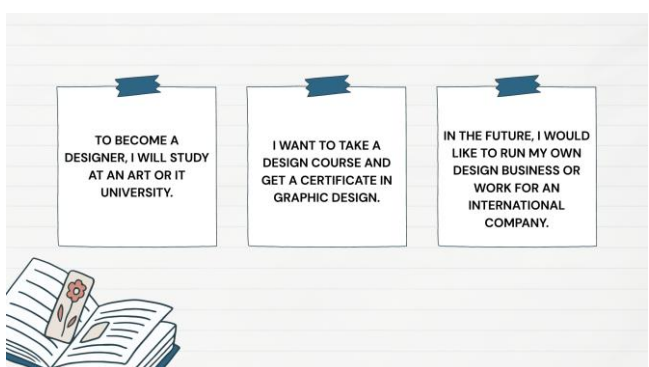 TO BECOME A
DESIGNER, I WILL STUDY
AT AN ART OR IT
UNIVERSITY.
I WANT TO TAKE A
DESIGN COURSE AND
GET A CERTIFICATE IN
GRAPHIC DESIGN.
IN THE FUTURE, I WOULD
LIKE TO RUN MY OWN
DESIGN BUSINESS OR
WORK FOR AN
INTERNATIONAL
COMPANY.